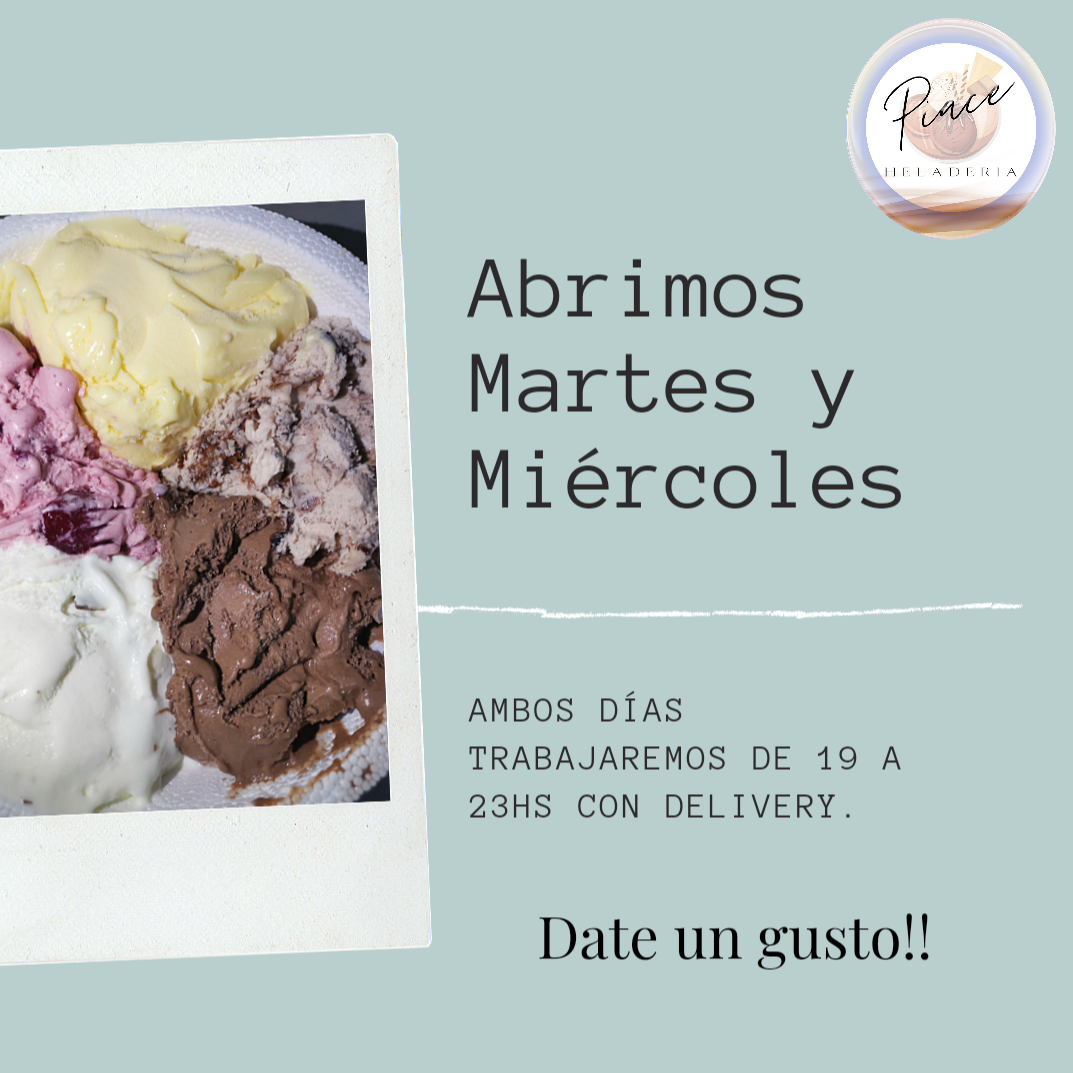 Piace
HELADERIA
Abrimos
Martes y
Miércoles
AMBOS DÍAS
TRABAJAREMOS DE 19 A
23HS CON DELIVERY.
Date un gusto!!